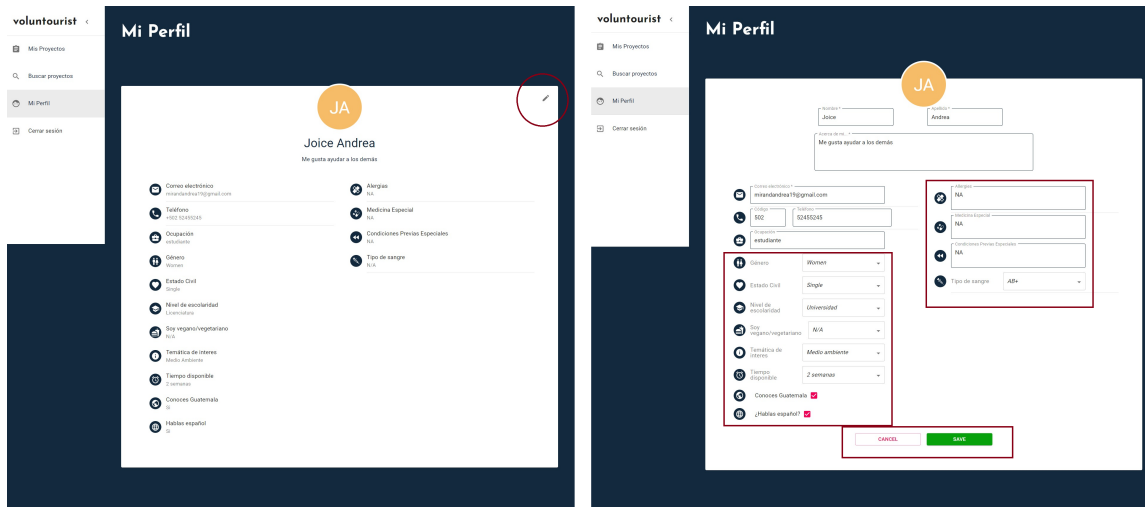 voluntourist <
Mis Proyectos
Buscar proyectos
Mi Perfil
Cerrar sesión
Mi Perfil
JA
Joice Andrea
Me gusta ayudar a los demás
Correo electrónico
mirandandrea19@gmail.com
Teléfono
+502 52455245
Ocupación
estudiante
Género
Women
Estado Civil
Single
Nivel de escolaridad
Licenciatura
Soy vegano/vegetariano
N/A
Temática de interes
Medio Ambiente
Tiempo disponible
2 semanas
Conoces Guatemala
Si
Hablas español
Si
Alergias
NA
Medicina Especial
NA
Condiciones Previas Especiales
NA
Tipo de sangre
N/A
voluntourist <
Mis Proyectos
Buscar proyectos
Mi Perfil
Cerrar sesión
Mi Perfil
JA
Nombre *
Joice
Apellido *
Andrea
Acerca de mi... *
Me gusta ayudar a los demás
Correo electrónico *
mirandandrea19@gmail.com
Código
502
Teléfono
52455245
Ocupación
estudiante
Género
Women
Estado Civil
Single
Nivel de
escolaridad
Universidad
Soy
vegano/vegetariano
N/A
Temática de
interes
Medio ambiente
Tiempo
disponible
2 semanas
Conoces Guatemala
¿Hablas español?
Alergias
NA
Medicina Especial
NA
Condiciones Previas Especiales
NA
Tipo de sangre
AB+
CANCEL
SAVE